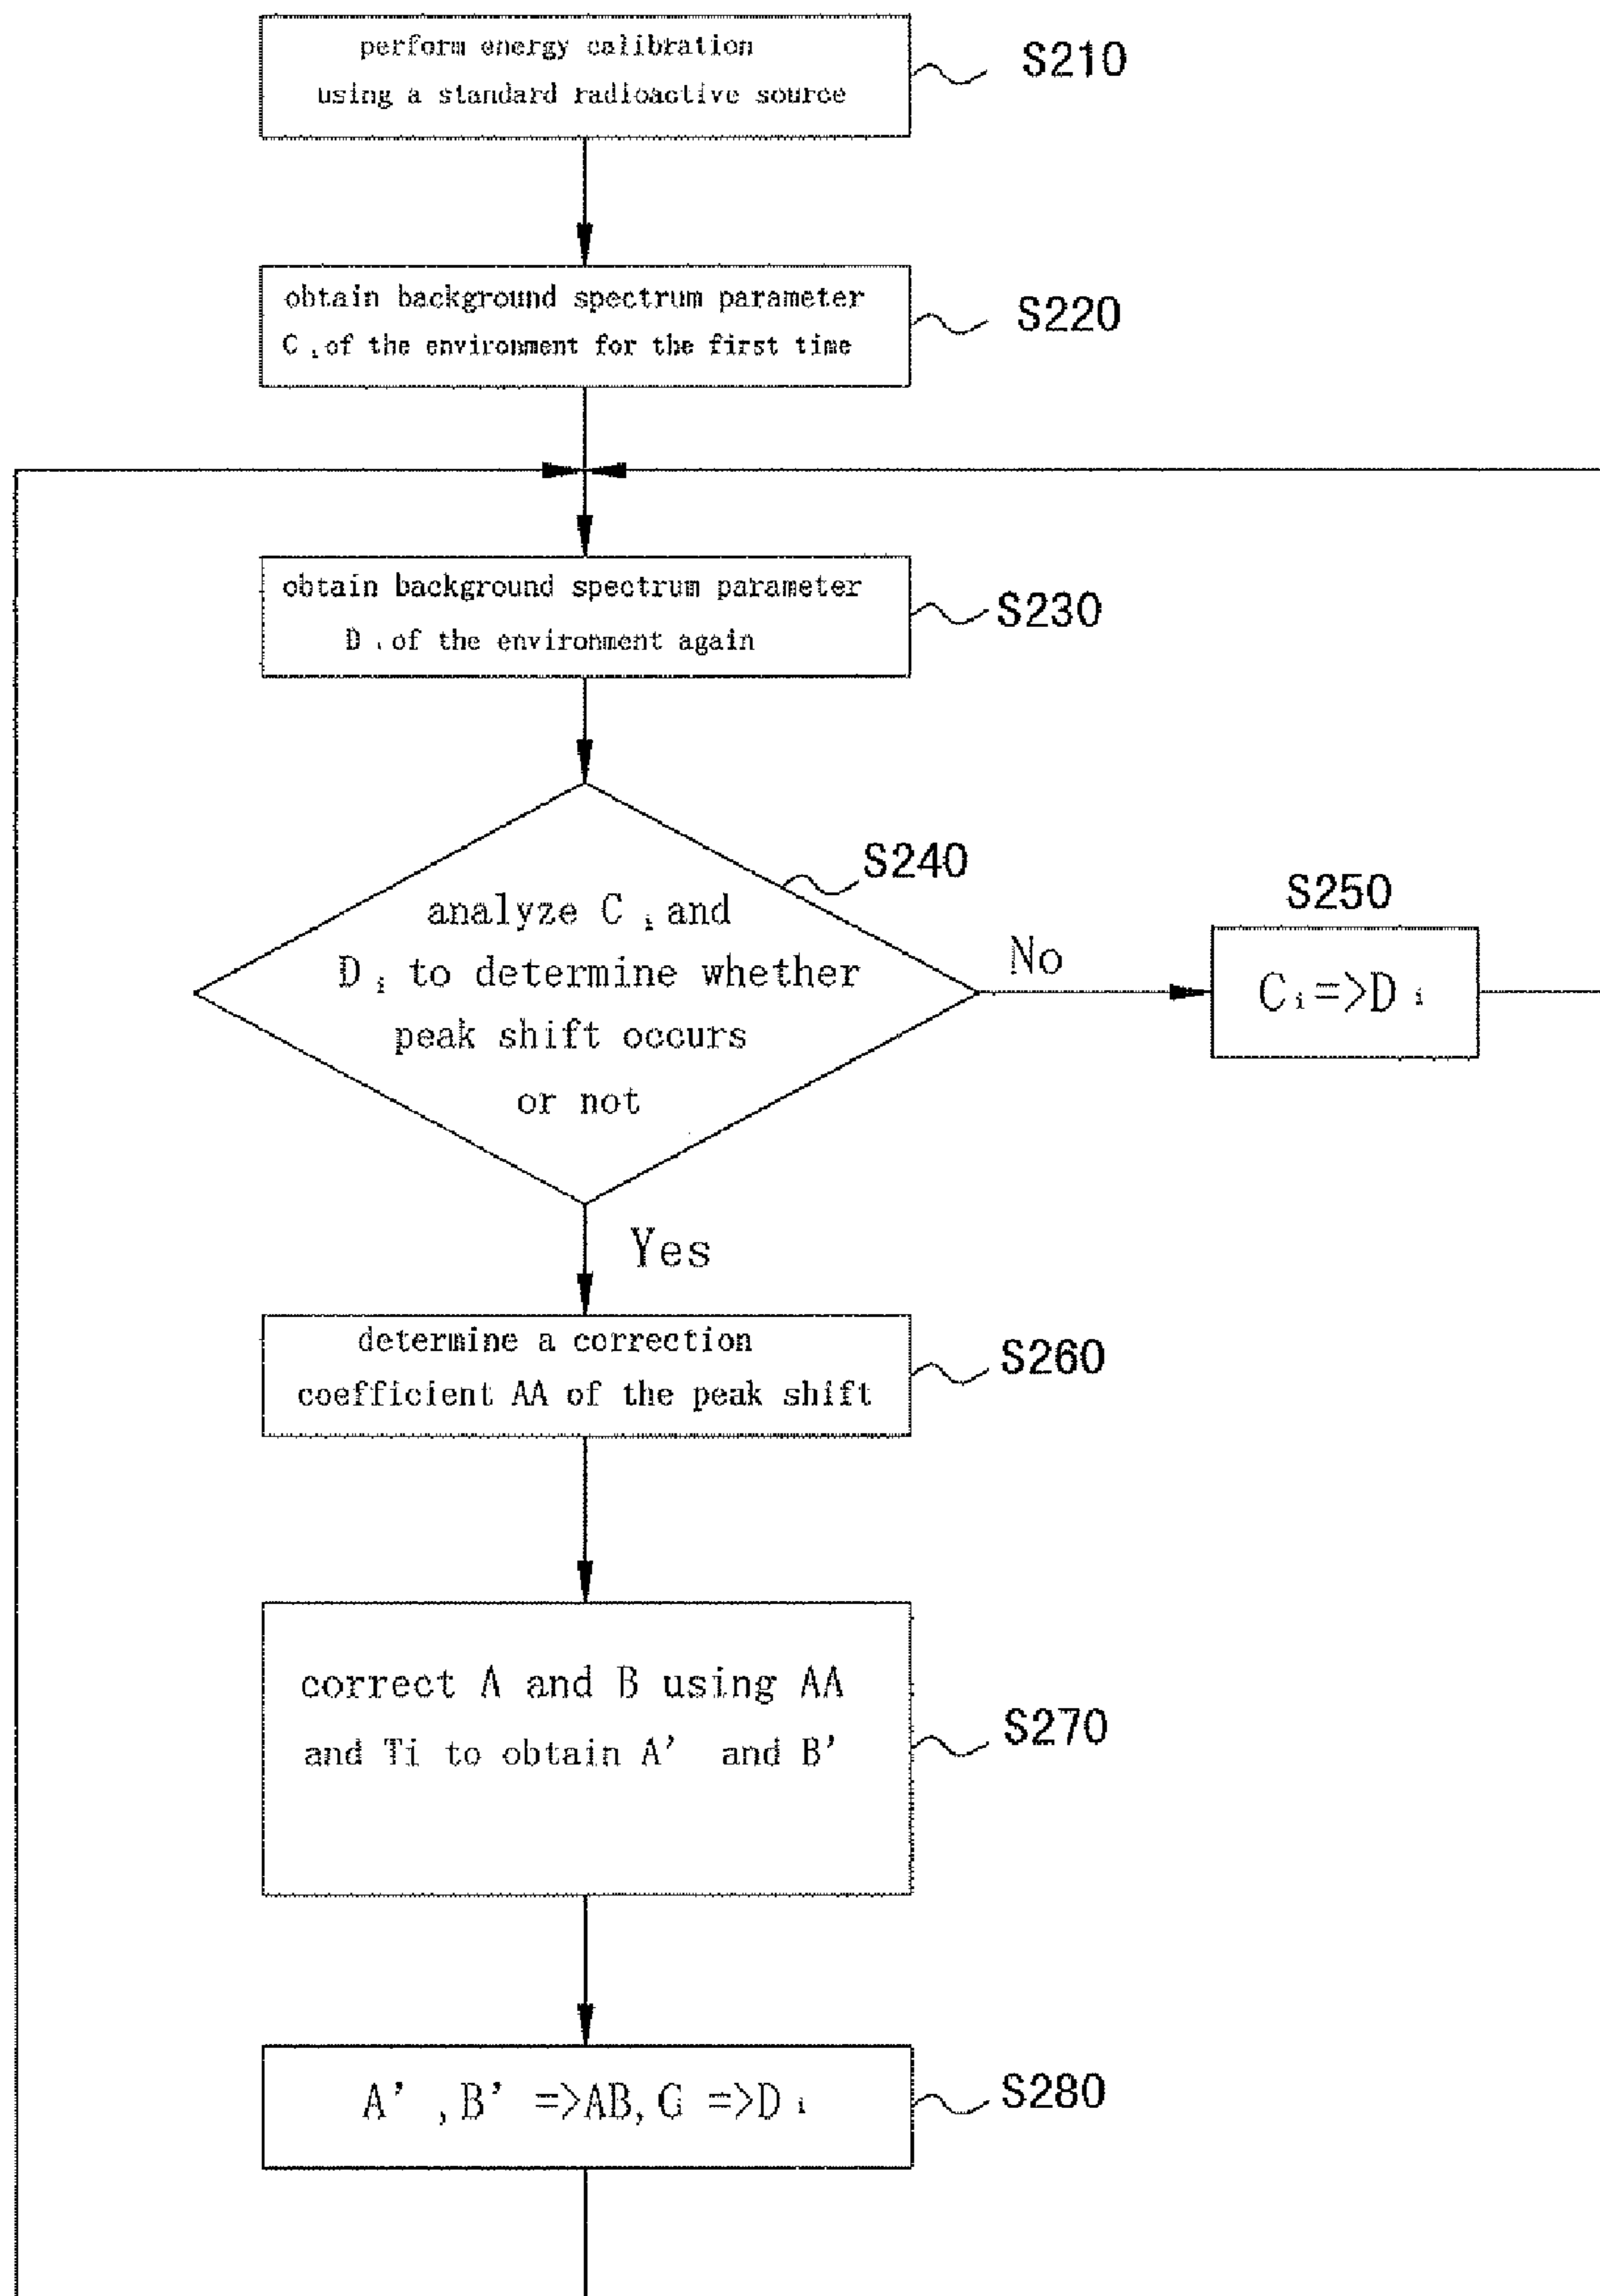 perform energy calibration
using a standard radioactive source
S210
obtain background spectrum parameter
C i of the environment for the first time
S220
obtain background spectrum parameter
D i of the environment again
S230
S240
analyze C i and
D i to determine whether
peak shift occurs
or not
No
S250
C i =>D i
Yes
determine a correction
coefficient AA of the peak shift
S260
correct A and B using AA
and Ti to obtain A' and B'
S270
A' ,B' =>AB, G =>D i
S280